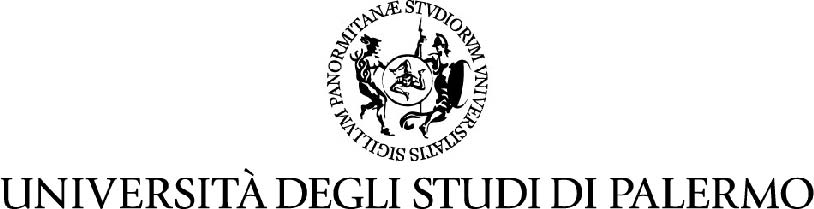 SIGILLVM PANORMITANÆ STVDIORVM VNIVERSITATIS
UNIVERSITÀ DEGLI STUDI DI PALERMO